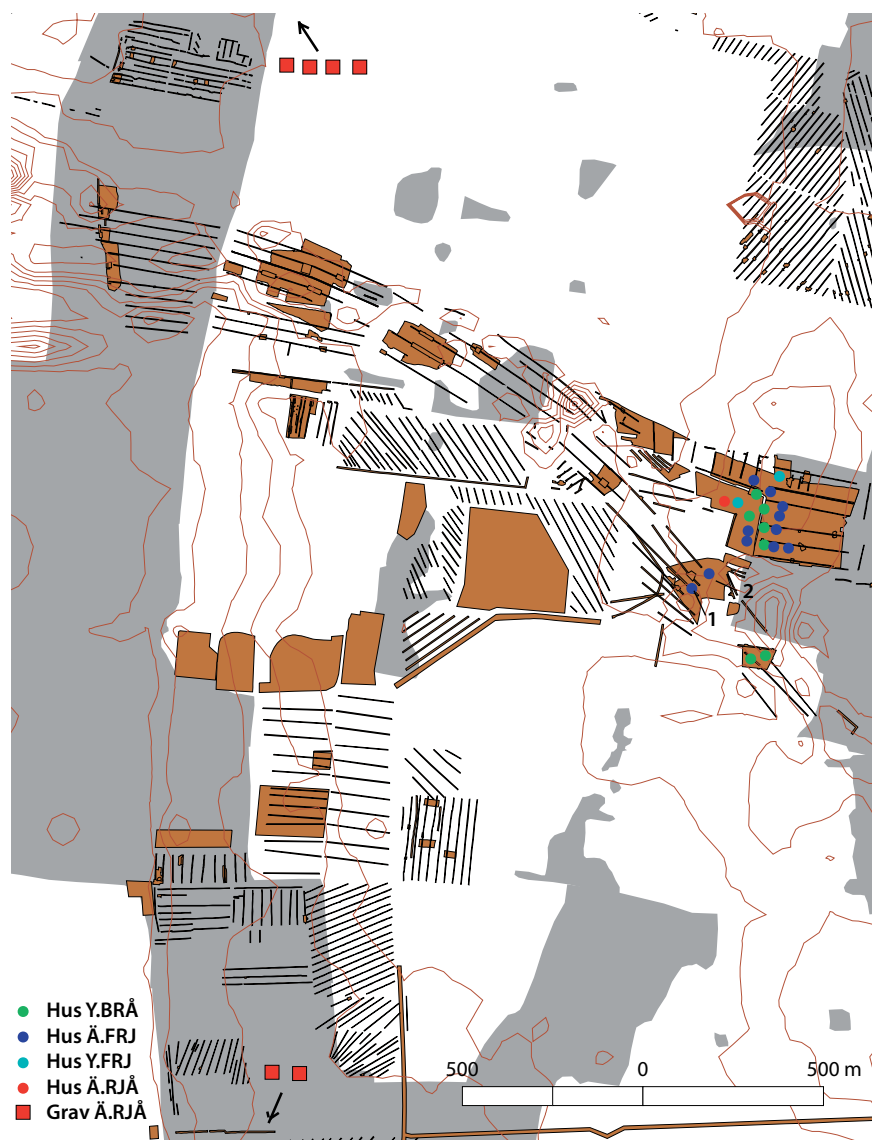 2
1
Hus Y.BRÅ
Hus Ä.FRJ
Hus Y.FRJ
Hus Ä.RJÅ
Grav Ä.RJÅ
500 0 500 m